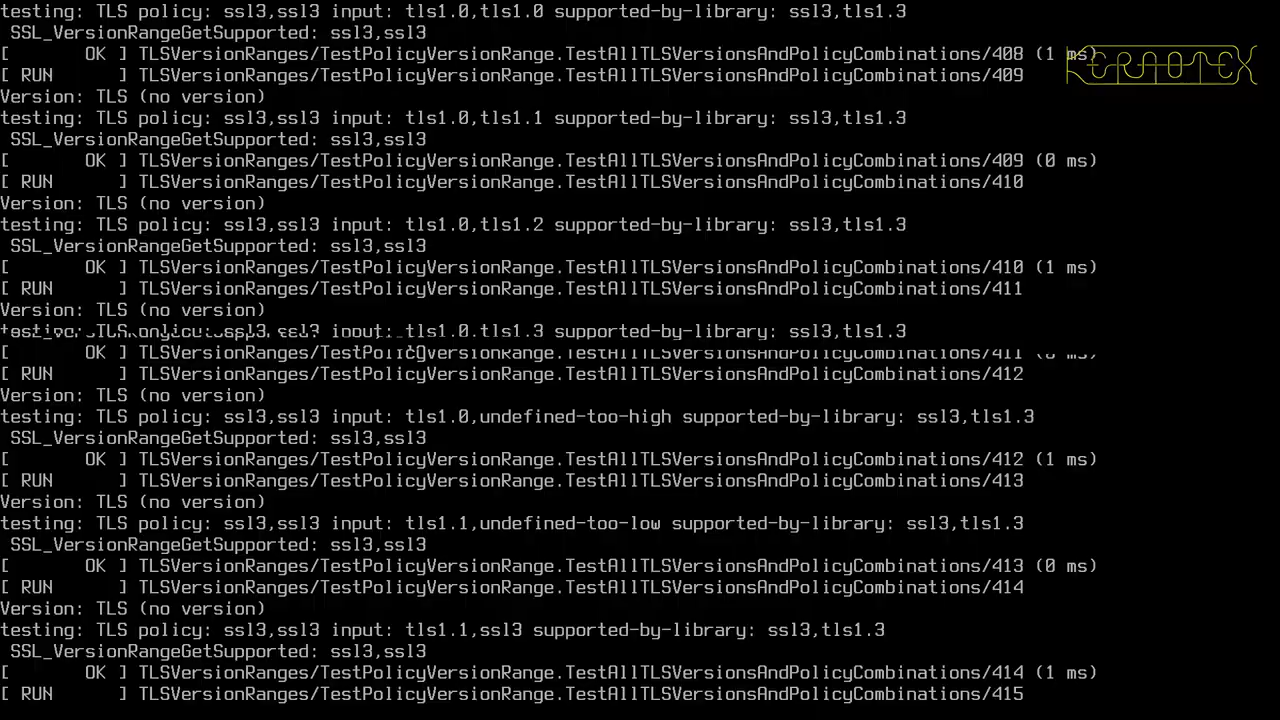 testing: TLS policy: ssl3,ssl3 input: tls1.0,tls1.0 supported-by-library: ssl3,tls1.3
 SSL_VersionRangeGetSupported: ssl3,ssl3
[       OK ] TLSVersionRanges/TestPolicyVersionRange.TestAllTLSVersionsAndPolicyCombinations/408 (1 ms)
KERAOTEX
[ RUN      ] TLSVersionRanges/TestPolicyVersionRange.TestAllTLSVersionsAndPolicyCombinations/409
Version: TLS (no version)
testing: TLS policy: ssl3,ssl3 input: tls1.0,tls1.1 supported-by-library: ssl3,tls1.3
 SSL_VersionRangeGetSupported: ssl3,ssl3
[       OK ] TLSVersionRanges/TestPolicyVersionRange.TestAllTLSVersionsAndPolicyCombinations/409 (0 ms)
[ RUN      ] TLSVersionRanges/TestPolicyVersionRange.TestAllTLSVersionsAndPolicyCombinations/410
Version: TLS (no version)
testing: TLS policy: ssl3,ssl3 input: tls1.0,tls1.2 supported-by-library: ssl3,tls1.3
 SSL_VersionRangeGetSupported: ssl3,ssl3
[       OK ] TLSVersionRanges/TestPolicyVersionRange.TestAllTLSVersionsAndPolicyCombinations/410 (1 ms)
[ RUN      ] TLSVersionRanges/TestPolicyVersionRange.TestAllTLSVersionsAndPolicyCombinations/411
Version: TLS (no version)
testing: TLS policy: ssl3,ssl3 input: tls1.0,tls1.3 supported-by-library: ssl3,tls1.3
[       OK ] TLSVersionRanges/TestPolicyVersionRange.TestAllTLSVersionsAndPolicyCombinations/411 (0 ms)
[ RUN      ] TLSVersionRanges/TestPolicyVersionRange.TestAllTLSVersionsAndPolicyCombinations/412
Version: TLS (no version)
testing: TLS policy: ssl3,ssl3 input: tls1.0,undefined-too-high supported-by-library: ssl3,tls1.3
 SSL_VersionRangeGetSupported: ssl3,ssl3
[       OK ] TLSVersionRanges/TestPolicyVersionRange.TestAllTLSVersionsAndPolicyCombinations/412 (1 ms)
[ RUN      ] TLSVersionRanges/TestPolicyVersionRange.TestAllTLSVersionsAndPolicyCombinations/413
Version: TLS (no version)
testing: TLS policy: ssl3,ssl3 input: tls1.1,undefined-too-low supported-by-library: ssl3,tls1.3
 SSL_VersionRangeGetSupported: ssl3,ssl3
[       OK ] TLSVersionRanges/TestPolicyVersionRange.TestAllTLSVersionsAndPolicyCombinations/413 (0 ms)
[ RUN      ] TLSVersionRanges/TestPolicyVersionRange.TestAllTLSVersionsAndPolicyCombinations/414
Version: TLS (no version)
testing: TLS policy: ssl3,ssl3 input: tls1.1,ssl3 supported-by-library: ssl3,tls1.3
 SSL_VersionRangeGetSupported: ssl3,ssl3
[       OK ] TLSVersionRanges/TestPolicyVersionRange.TestAllTLSVersionsAndPolicyCombinations/414 (1 ms)
[ RUN      ] TLSVersionRanges/TestPolicyVersionRange.TestAllTLSVersionsAndPolicyCombinations/415